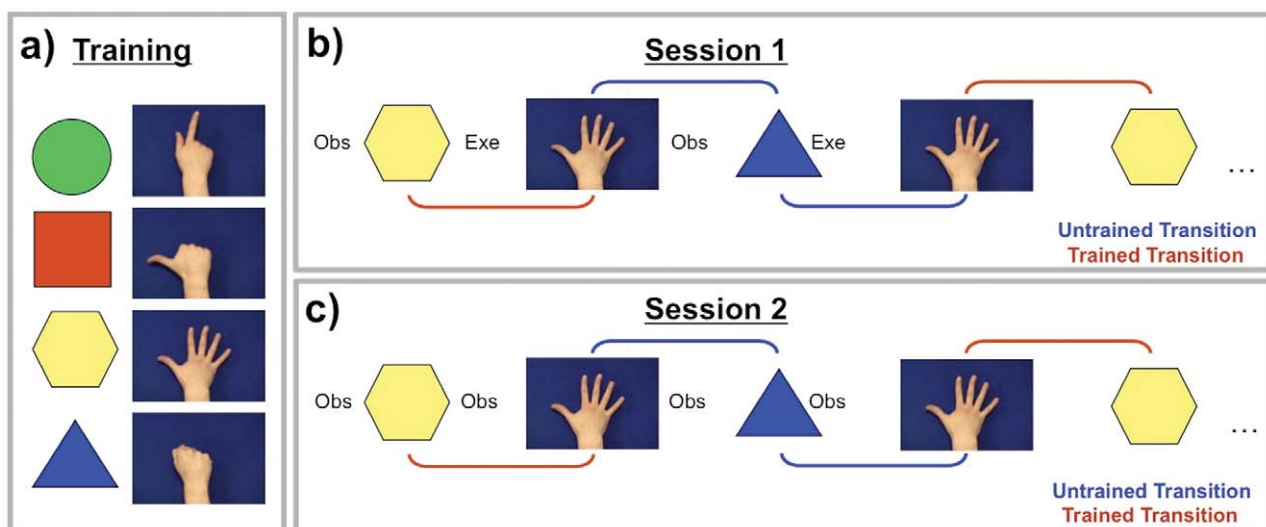 a) Training
b) Session 1
Obs Exe Obs Exe ...
Untrained Transition
Trained Transition
c) Session 2
Obs Obs Obs Obs ...
Untrained Transition
Trained Transition